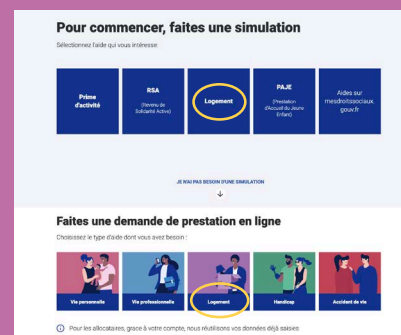 Pour commencer, faites une simulation
Sélectionnez l'aide qui vous intéresse:
Prime
d'activité
RSA
(Revenu de
Solidarité Active)
Logement
PAJE
(Prestation
d'Accueil du Jeune
Enfant)
Aides sur
mesdroitssociaux.
gouv.fr
JE N'AI PAS BESOIN D'UNE SIMULATION
Faites une demande de prestation en ligne
Choisissez le type d'aide dont vous avez besoin :
Vie personnelle
Vie professionnelle
Logement
Handicap
Accident de vie
Pour les allocataires, grace à votre compte, nous réutilisons vos données déjà saisies